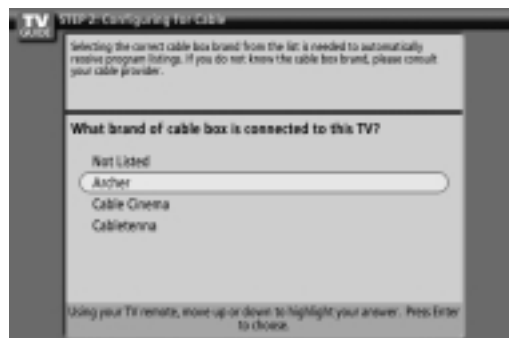 TV
GUIDE
STEP 2: Configuring for Cable
Selecting the correct cable box brand from the list is needed to automatically
receive program listings. If you do not know the cable box brand, please consult
your cable provider.
What brand of cable box is connected to this TV?
Not Listed
Archer
Cable Cinema
Cabletenna
Using your TV remote, move up or down to highlight your answer. Press Enter
to choose.